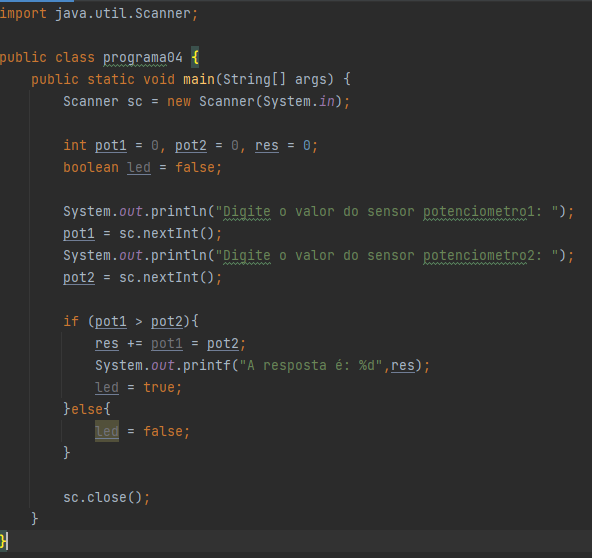 import java.util.Scanner;
public class programa04 {
public static void main(String[] args) {
Scanner sc = new Scanner(System.in);
int pot1 = 0, pot2 = 0, res = 0;
boolean led = false;
System.out.println("Digite o valor do sensor potenciometro1: ");
pot1 = sc.nextInt();
System.out.println("Digite o valor do sensor potenciometro2: ");
pot2 = sc.nextInt();
if (pot1 > pot2){
res += pot1 = pot2;
System.out.printf("A resposta é: %d",res);
led = true;
}else{
led = false;
}
sc.close();
}
}